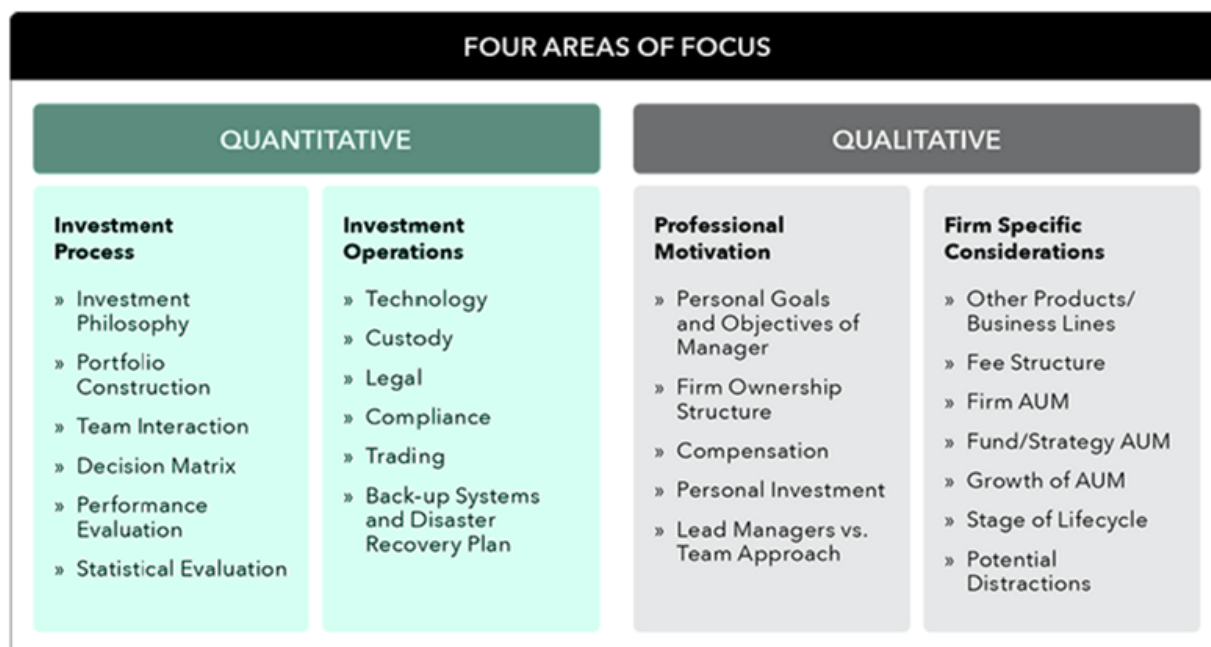 FOUR AREAS OF FOCUS
QUANTITATIVE
Investment
Process
» Investment
Philosophy
» Portfolio
Construction
» Team Interaction
» Decision Matrix
» Performance
Evaluation
» Statistical Evaluation
Investment
Operations
» Technology
» Custody
» Legal
» Compliance
» Trading
» Back-up Systems
and Disaster
Recovery Plan
QUALITATIVE
Professional
Motivation
» Personal Goals
and Objectives of
Manager
» Firm Ownership
Structure
» Compensation
» Personal Investment
» Lead Managers vs.
Team Approach
Firm Specific
Considerations
» Other Products/
Business Lines
» Fee Structure
» Firm AUM
» Fund/Strategy AUM
» Growth of AUM
» Stage of Lifecycle
» Potential
Distractions